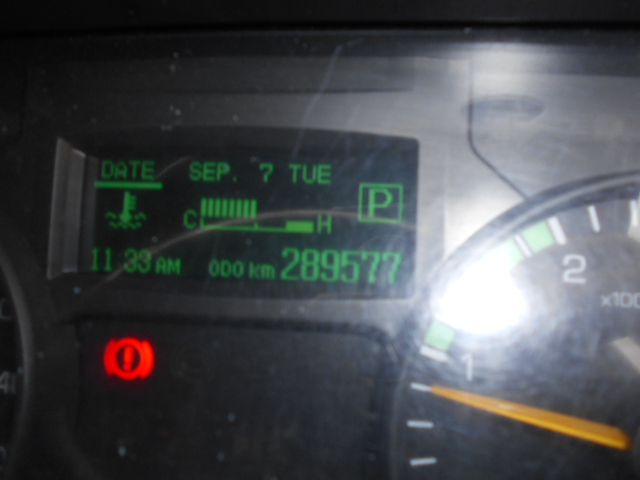 DATE SEP. 7 TUE
P
C H
11:33 AM ODO km 289577
2
x100
1